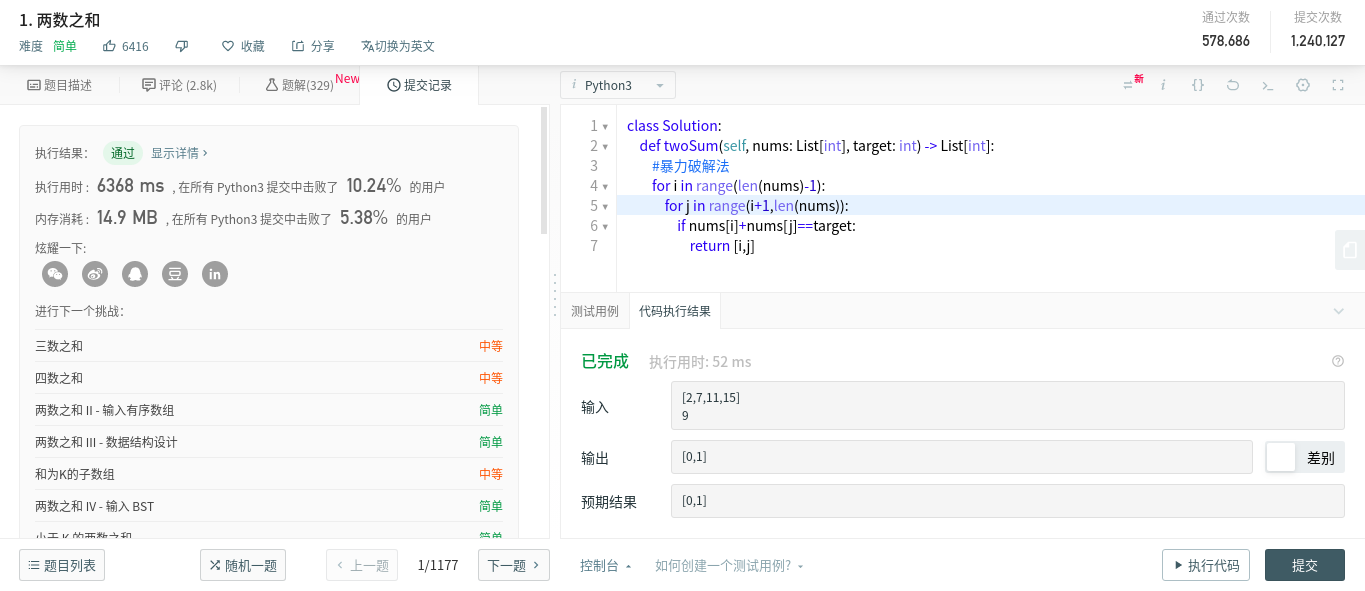 1. 两数之和
难度 简单 6416 收藏 分享 切换为英文
通过次数 提交次数
578,686 1,240,127
题目描述 评论 (2.8k) 题解(329) New 提交记录
执行结果： 通过 显示详情 ›
执行用时 : 6368 ms , 在所有 Python3 提交中击败了 10.24% 的用户
内存消耗 : 14.9 MB , 在所有 Python3 提交中击败了 5.38% 的用户
炫耀一下:
in
进行下一个挑战：
三数之和 中等
四数之和 中等
两数之和 II - 输入有序数组 简单
两数之和 III - 数据结构设计 简单
和为K的子数组 中等
两数之和 IV - 输入 BST 简单
小于 K 的两数之和 简单
题目列表 随机一题 ‹ 上一题 1/1177 下一题 ›
i Python3 新 i {} >_
1 class Solution:
2 def twoSum(self, nums: List[int], target: int) -> List[int]:
3 #暴力破解法
4 for i in range(len(nums)-1):
5 for j in range(i+1,len(nums)):
6 if nums[i]+nums[j]==target:
7 return [i,j]
测试用例 代码执行结果
已完成 执行用时: 52 ms
输入 [2,7,11,15]
9
输出 [0,1] 差别
预期结果 [0,1]
控制台 如何创建一个测试用例? 执行代码 提交